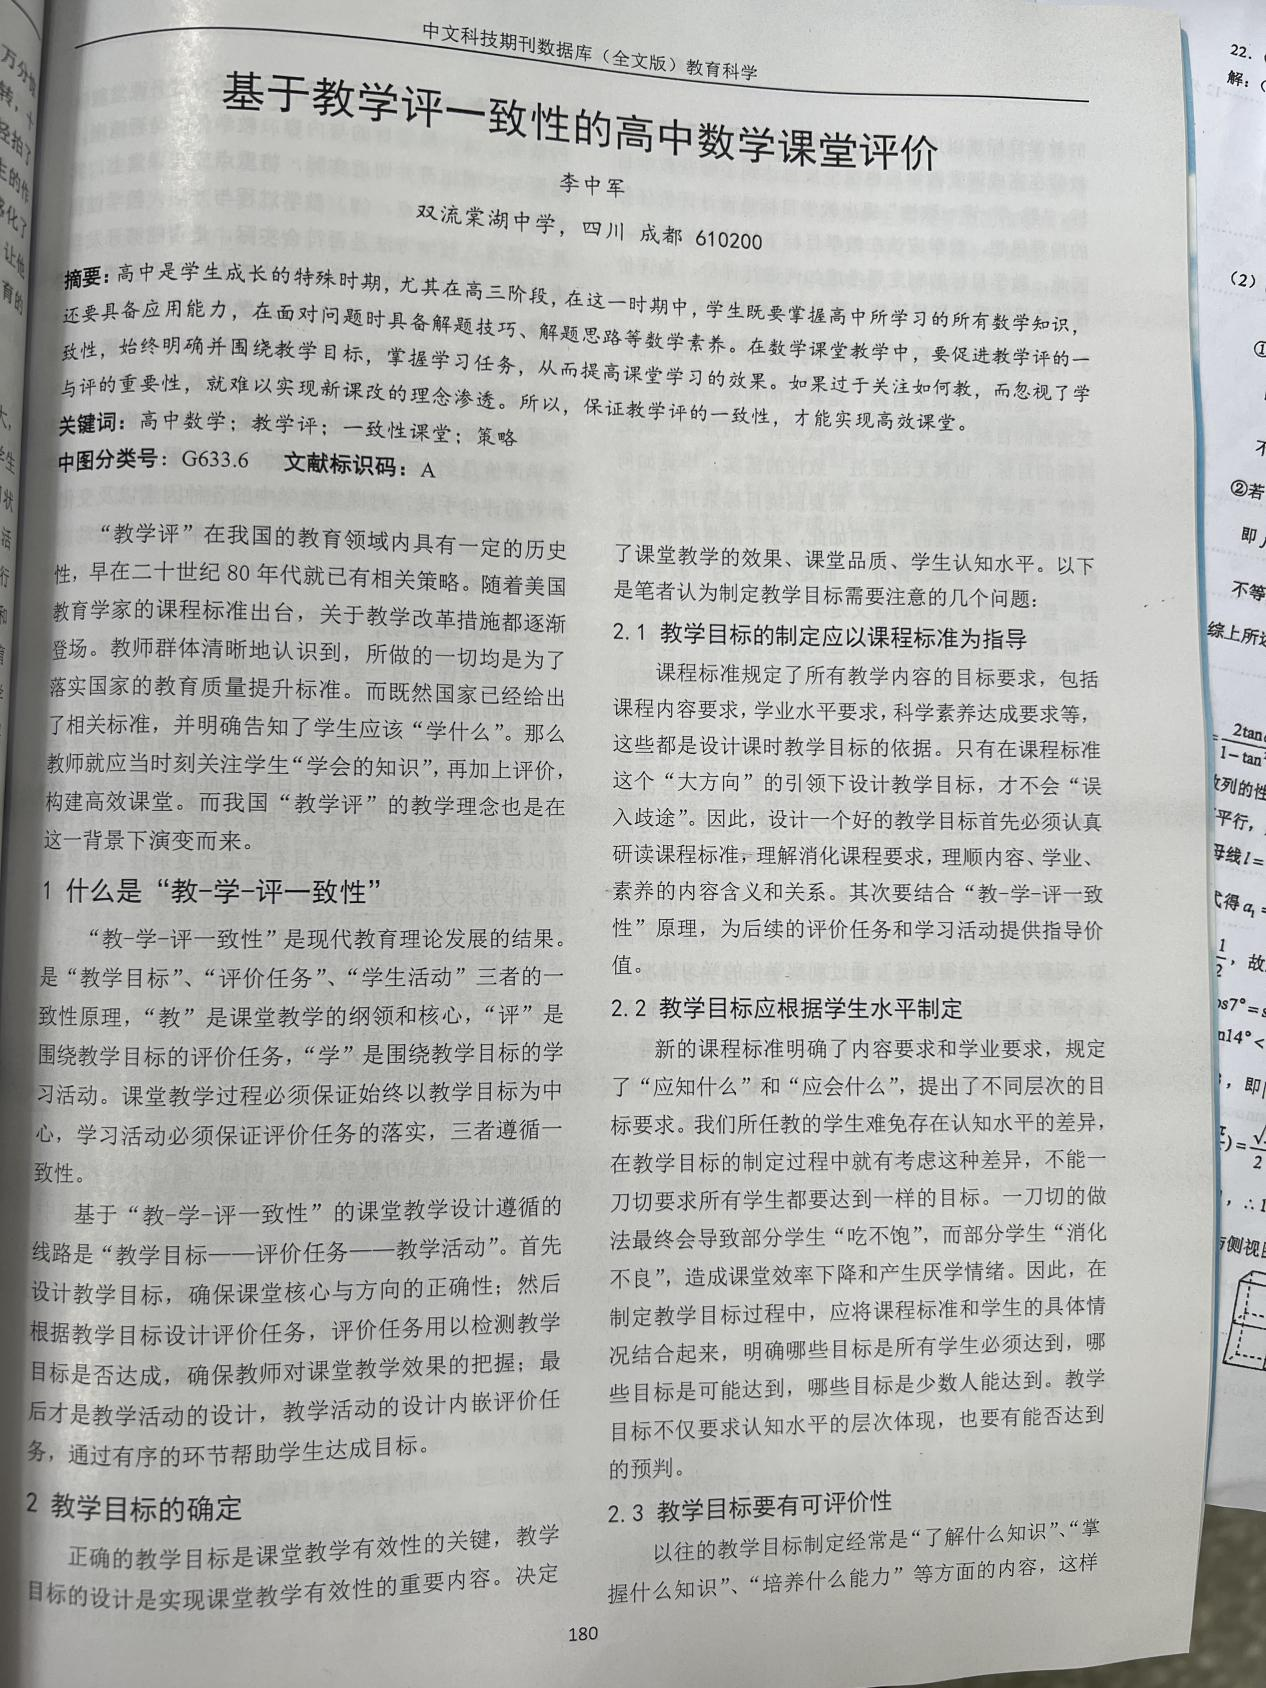 中文科技期刊数据库（全文版）教育科学
基于教学评一致性的高中数学课堂评价
李中军
双流棠湖中学，四川 成都 610200
摘要：高中是学生成长的特殊时期，尤其在高三阶段，在这一时期中，学生既要掌握高中所学习的所有数学知识，
还要具备应用能力，在面对问题时具备解题技巧、解题思路等数学素养。在数学课堂教学中，要促进教学评的一
致性，始终明确并围绕教学目标，掌握学习任务，从而提高课堂学习的效果。如果过于关注如何教，而忽视了学
与评的重要性，就难以实现新课改的理念渗透。所以，保证教学评的一致性，才能实现高效课堂。
关键词：高中数学；教学评；一致性课堂；策略
中图分类号：G633.6 文献标识码：A
“教学评”在我国的教育领域内具有一定的历史
性，早在二十世纪 80 年代就已有相关策略。随着美国
教育学家的课程标准出台，关于教学改革措施都逐渐
登场。教师群体清晰地认识到，所做的一切均是为了
落实国家的教育质量提升标准。而既然国家已经给出
了相关标准，并明确告知了学生应该“学什么”。那么
教师就应当时刻关注学生“学会的知识”，再加上评价，
构建高效课堂。而我国“教学评”的教学理念也是在
这一背景下演变而来。
1 什么是“教-学-评一致性”
“教-学-评一致性”是现代教育理论发展的结果。
是“教学目标”、“评价任务”、“学生活动”三者的一
致性原理，“教”是课堂教学的纲领和核心，“评”是
围绕教学目标的评价任务，“学”是围绕教学目标的学
习活动。课堂教学过程必须保证始终以教学目标为中
心，学习活动必须保证评价任务的落实，三者遵循一
致性。
基于“教-学-评一致性”的课堂教学设计遵循的
线路是“教学目标——评价任务——教学活动”。首先
设计教学目标，确保课堂核心与方向的正确性；然后
根据教学目标设计评价任务，评价任务用以检测教学
目标是否达成，确保教师对课堂教学效果的把握；最
后才是教学活动的设计，教学活动的设计内嵌评价任
务，通过有序的环节帮助学生达成目标。
2 教学目标的确定
正确的教学目标是课堂教学有效性的关键，教学
目标的设计是实现课堂教学有效性的重要内容。决定
了课堂教学的效果、课堂品质、学生认知水平。以下
是笔者认为制定教学目标需要注意的几个问题：
2.1 教学目标的制定应以课程标准为指导
课程标准规定了所有教学内容的目标要求，包括
课程内容要求，学业水平要求，科学素养达成要求等，
这些都是设计课时教学目标的依据。只有在课程标准
这个“大方向”的引领下设计教学目标，才不会“误
入歧途”。因此，设计一个好的教学目标首先必须认真
研读课程标准，理解消化课程要求，理顺内容、学业、
素养的内容含义和关系。其次要结合“教-学-评一致
性”原理，为后续的评价任务和学习活动提供指导价
值。
2.2 教学目标应根据学生水平制定
新的课程标准明确了内容要求和学业要求，规定
了“应知什么”和“应会什么”，提出了不同层次的目
标要求。我们所任教的学生难免存在认知水平的差异，
在教学目标的制定过程中就有考虑这种差异，不能一
刀切要求所有学生都要达到一样的目标。一刀切的做
法最终会导致部分学生“吃不饱”，而部分学生“消化
不良”，造成课堂效率下降和产生厌学情绪。因此，在
制定教学目标过程中，应将课程标准和学生的具体情
况结合起来，明确哪些目标是所有学生必须达到，哪
些目标是可能达到，哪些目标是少数人能达到。教学
目标不仅要求认知水平的层次体现，也要有能否达到
的预判。
2.3 教学目标要有可评价性
以往的教学目标制定经常是“了解什么知识”、“掌
握什么知识”、“培养什么能力”等方面的内容，这样
180
22.
解：
（2）
②若
不等
综上所